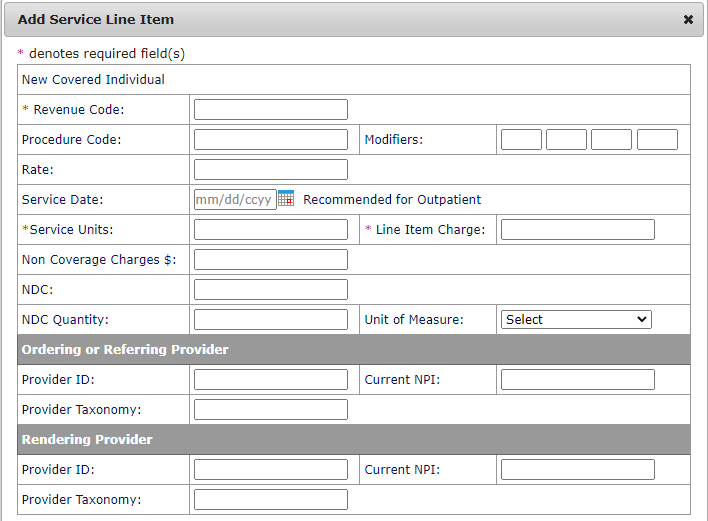 Add Service Line Item ✖
* denotes required field(s)
New Covered Individual
* Revenue Code:
Procedure Code: Modifiers:
Rate:
Service Date: mm/dd/ccyy Recommended for Outpatient
*Service Units: * Line Item Charge:
Non Coverage Charges $:
NDC:
NDC Quantity: Unit of Measure: Select
Ordering or Referring Provider
Provider ID: Current NPI:
Provider Taxonomy:
Rendering Provider
Provider ID: Current NPI:
Provider Taxonomy: